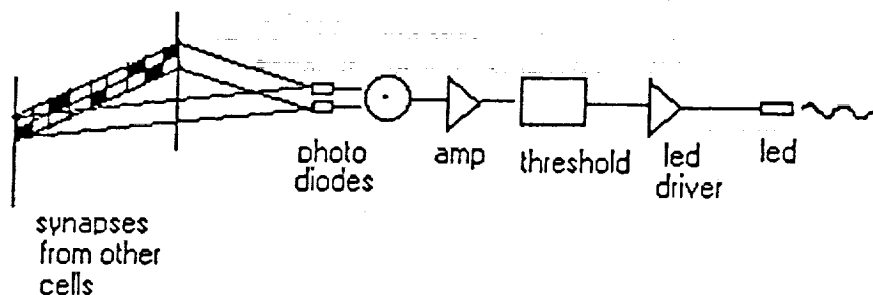 photo
diodes
amp
threshold
led
driver
led
synapses
from other
cells